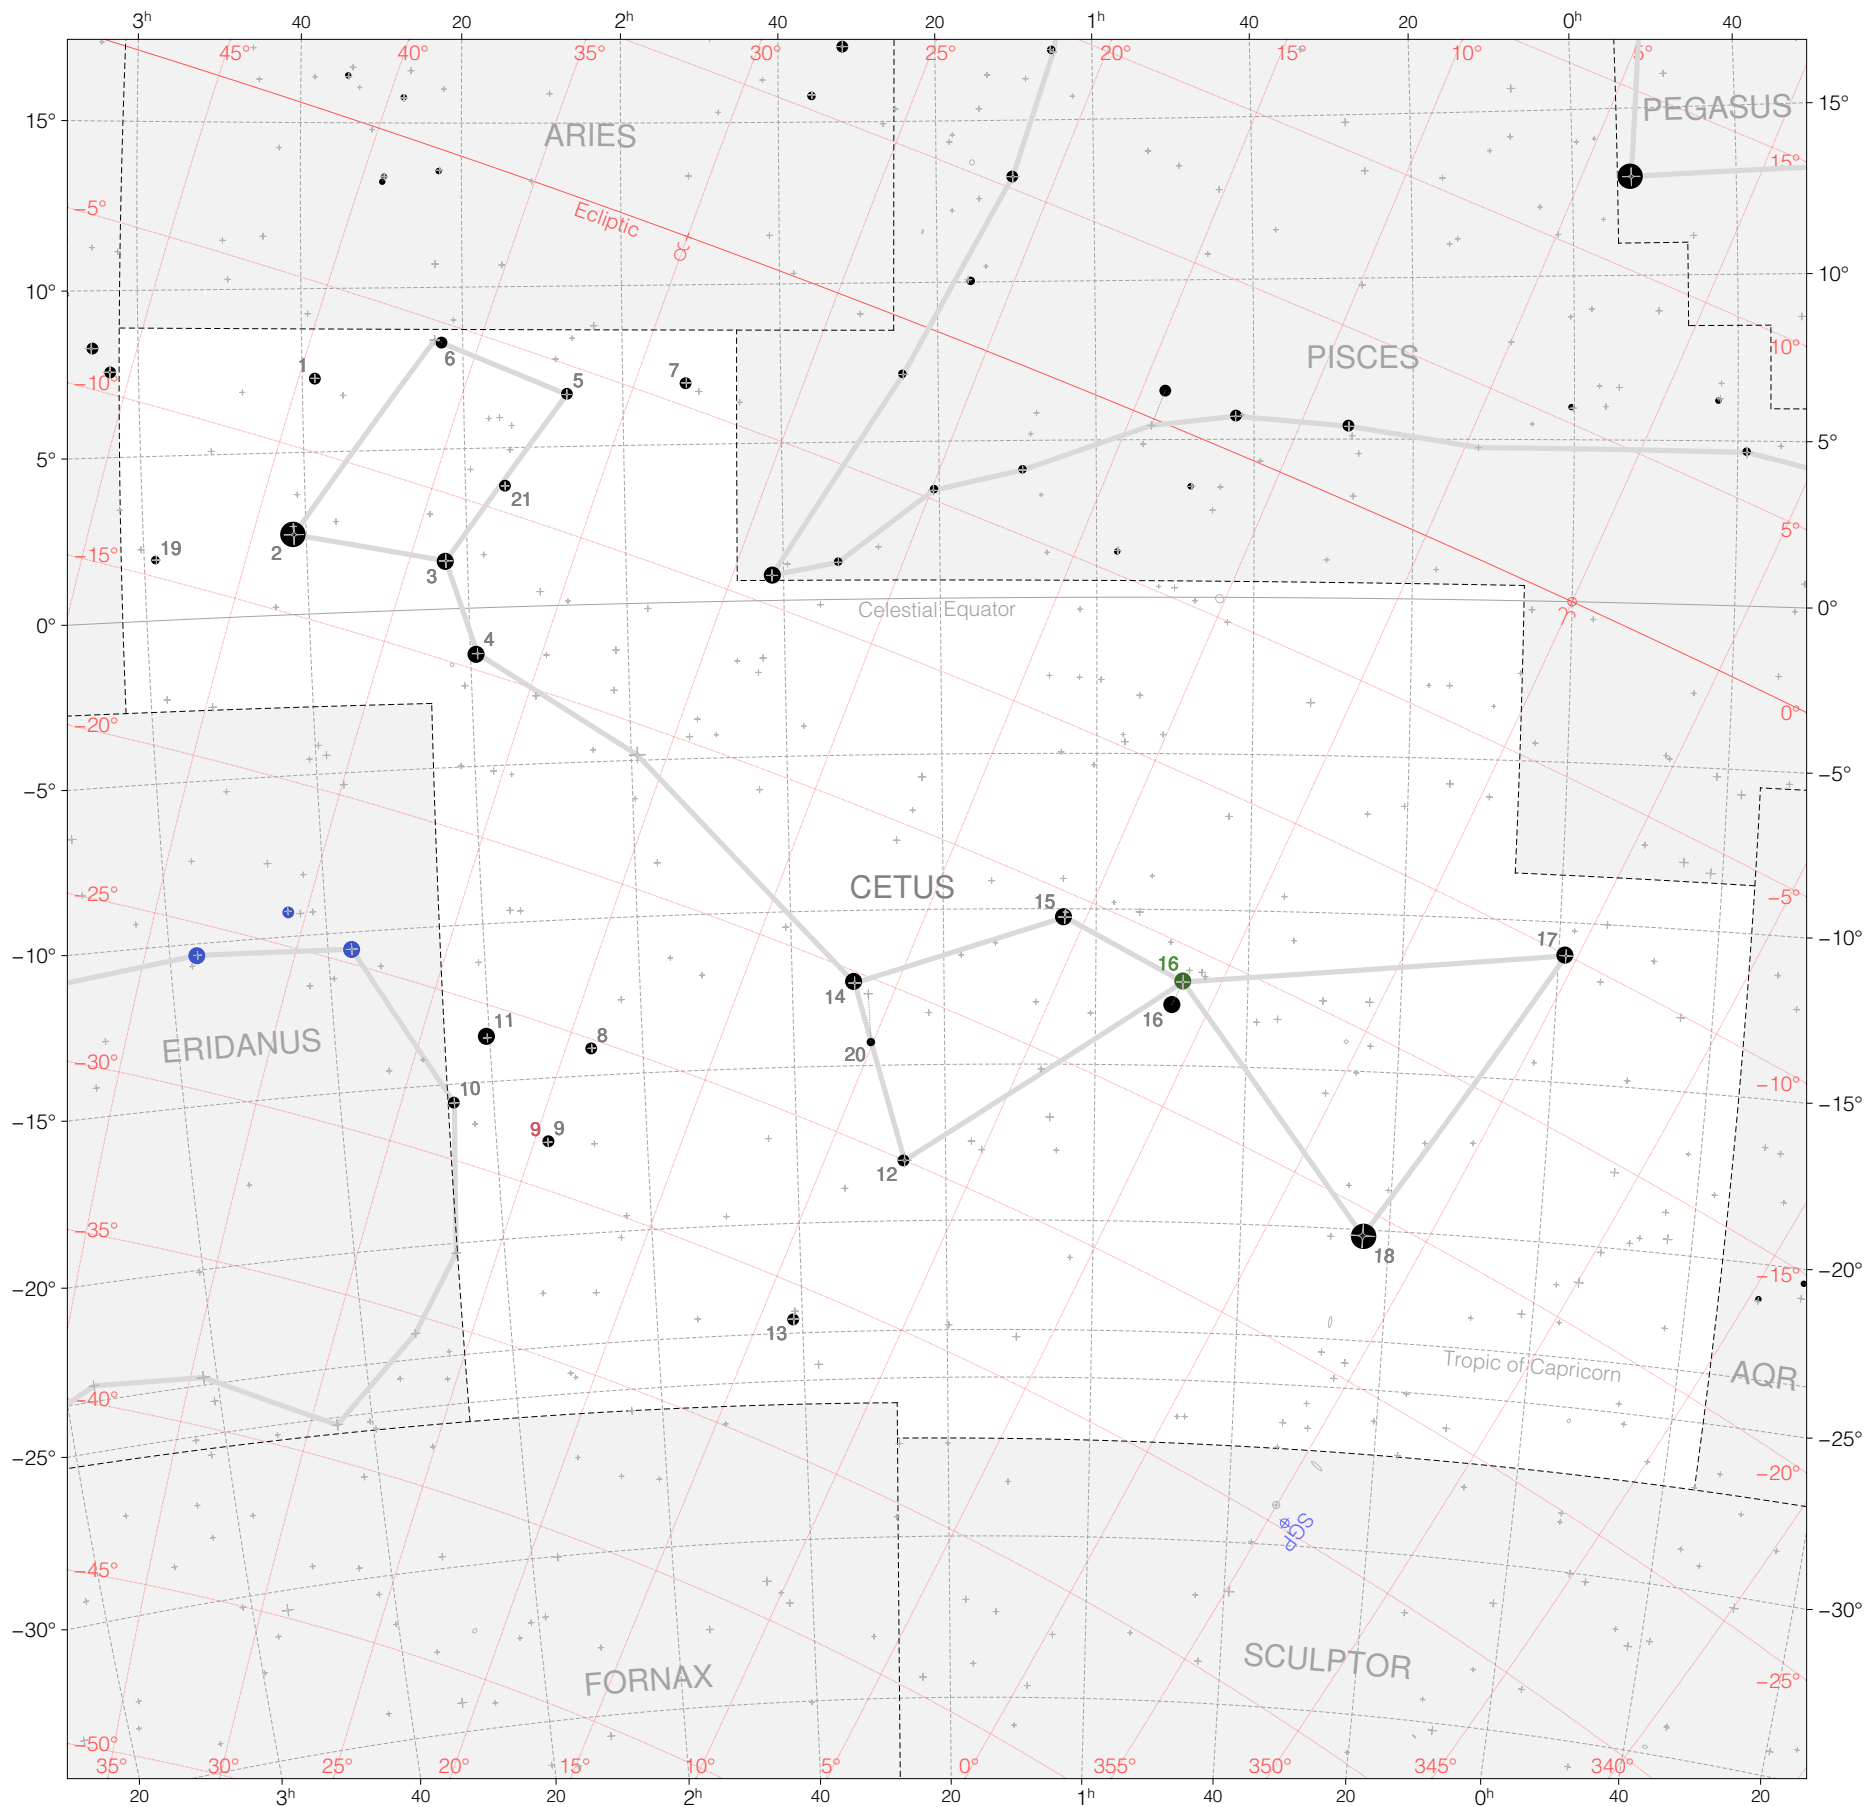 3h 40 20 2h 40 20 1h 40 20 0h 40
45° 40° 35° 30° 25° 20° 15° 10° 5°
15° ARIES PEGASUS 15°
15°
−5° Ecliptic
10° 10°
10°
1 6 5 7 PISCES
−10°
5° 5°
21
5°
19 2 3
−15°
0° Celestial Equator 0°
4
−20° 0°
−5° −5°
−25° CETUS −5°
15 17
−10° −10°
16
14 16
ERIDANUS 11 8 20
−30° 10 −10°
−15° −15°
9 9
12
−35°
18
−20° −15° −20°
13
Tropic of Capricorn
AQR
−40°
−25° −25°
−20°
SGP
−45°
−30° −30°
FORNAX SCULPTOR
−25°
−50°
35° 30° 25° 20° 15° 10° 5° 0° 355° 350° 345° 340°
20 3h 40 20 2h 40 20 1h 40 20 0h 40 20